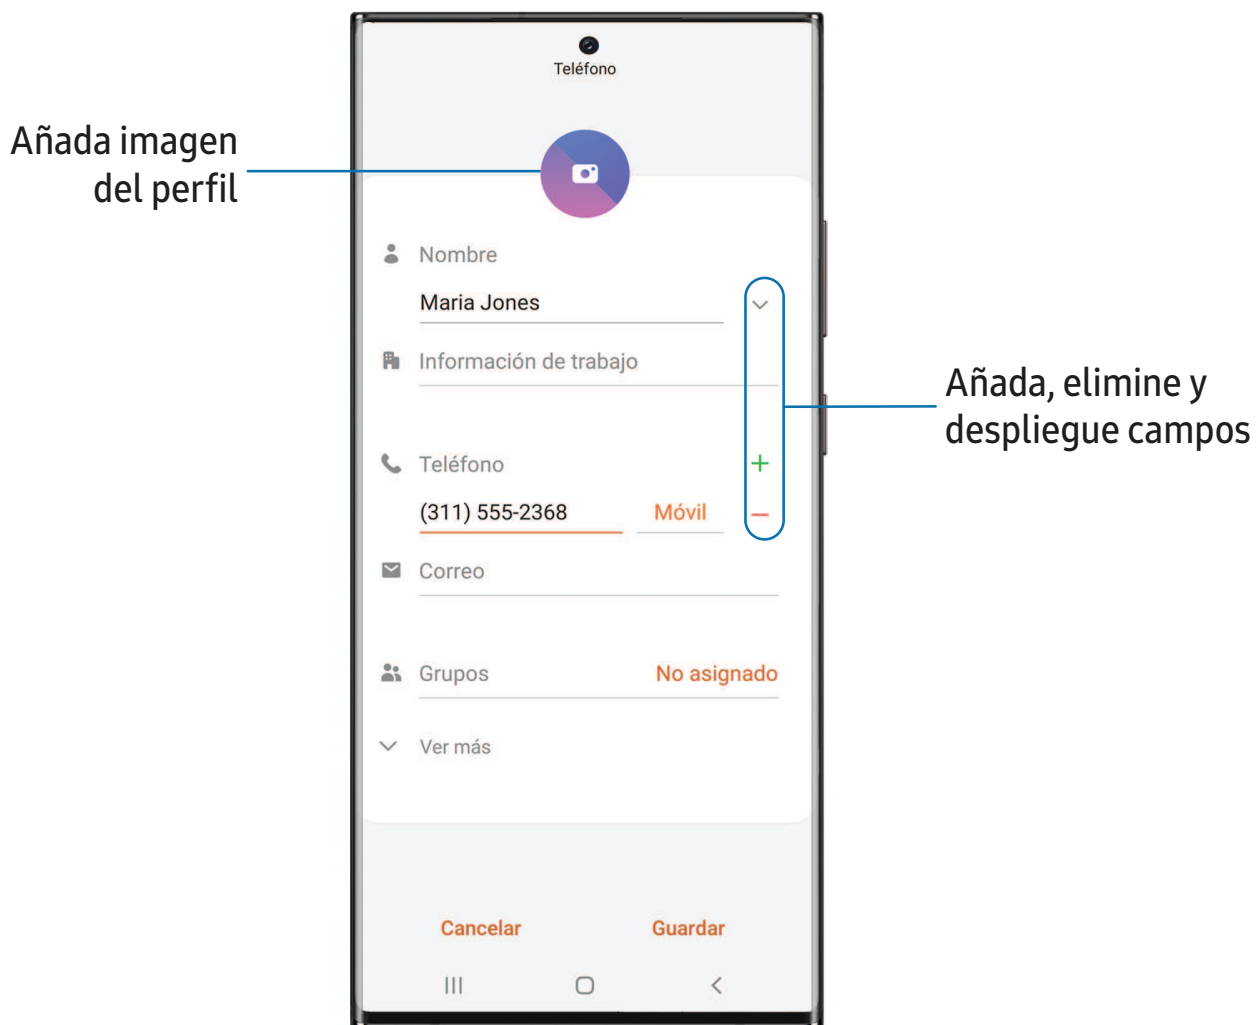 Teléfono
Añada imagen
del perfil
Nombre
Maria Jones
Información de trabajo
Añada, elimine y
despliegue campos
Teléfono
(311) 555-2368 Móvil
Correo
Grupos No asignado
Ver más
Cancelar Guardar